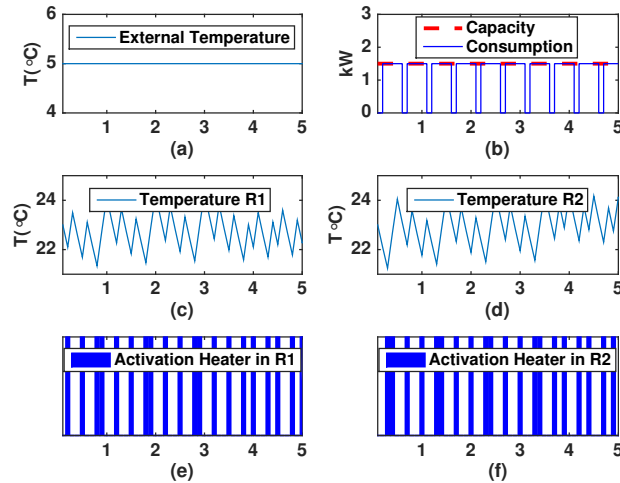 External Temperature
T(°C)
6
5
4
1 2 3 4 5
(a)
Capacity
Consumption
kW
3
2
1
0
1 2 3 4 5
(b)
Temperature R1
T(°C)
24
22
1 2 3 4 5
(c)
Temperature R2
T°C)
24
22
1 2 3 4 5
(d)
Activation Heater in R1
1 2 3 4 5
(e)
Activation Heater in R2
1 2 3 4 5
(f)